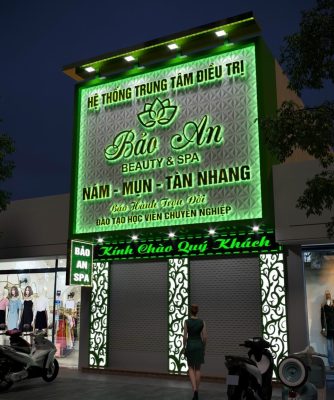 HỆ THỐNG TRUNG TÂM ĐIỀU TRỊ
Bảo An
BEAUTY & SPA
NÁM - MỤN - TÀN NHANG
Bảo Hành Trọn Đời
ĐÀO TẠO HỌC VIÊN CHUYÊN NGHIỆP
Kính Chào Quý Khách
BẢO
AN
SPA